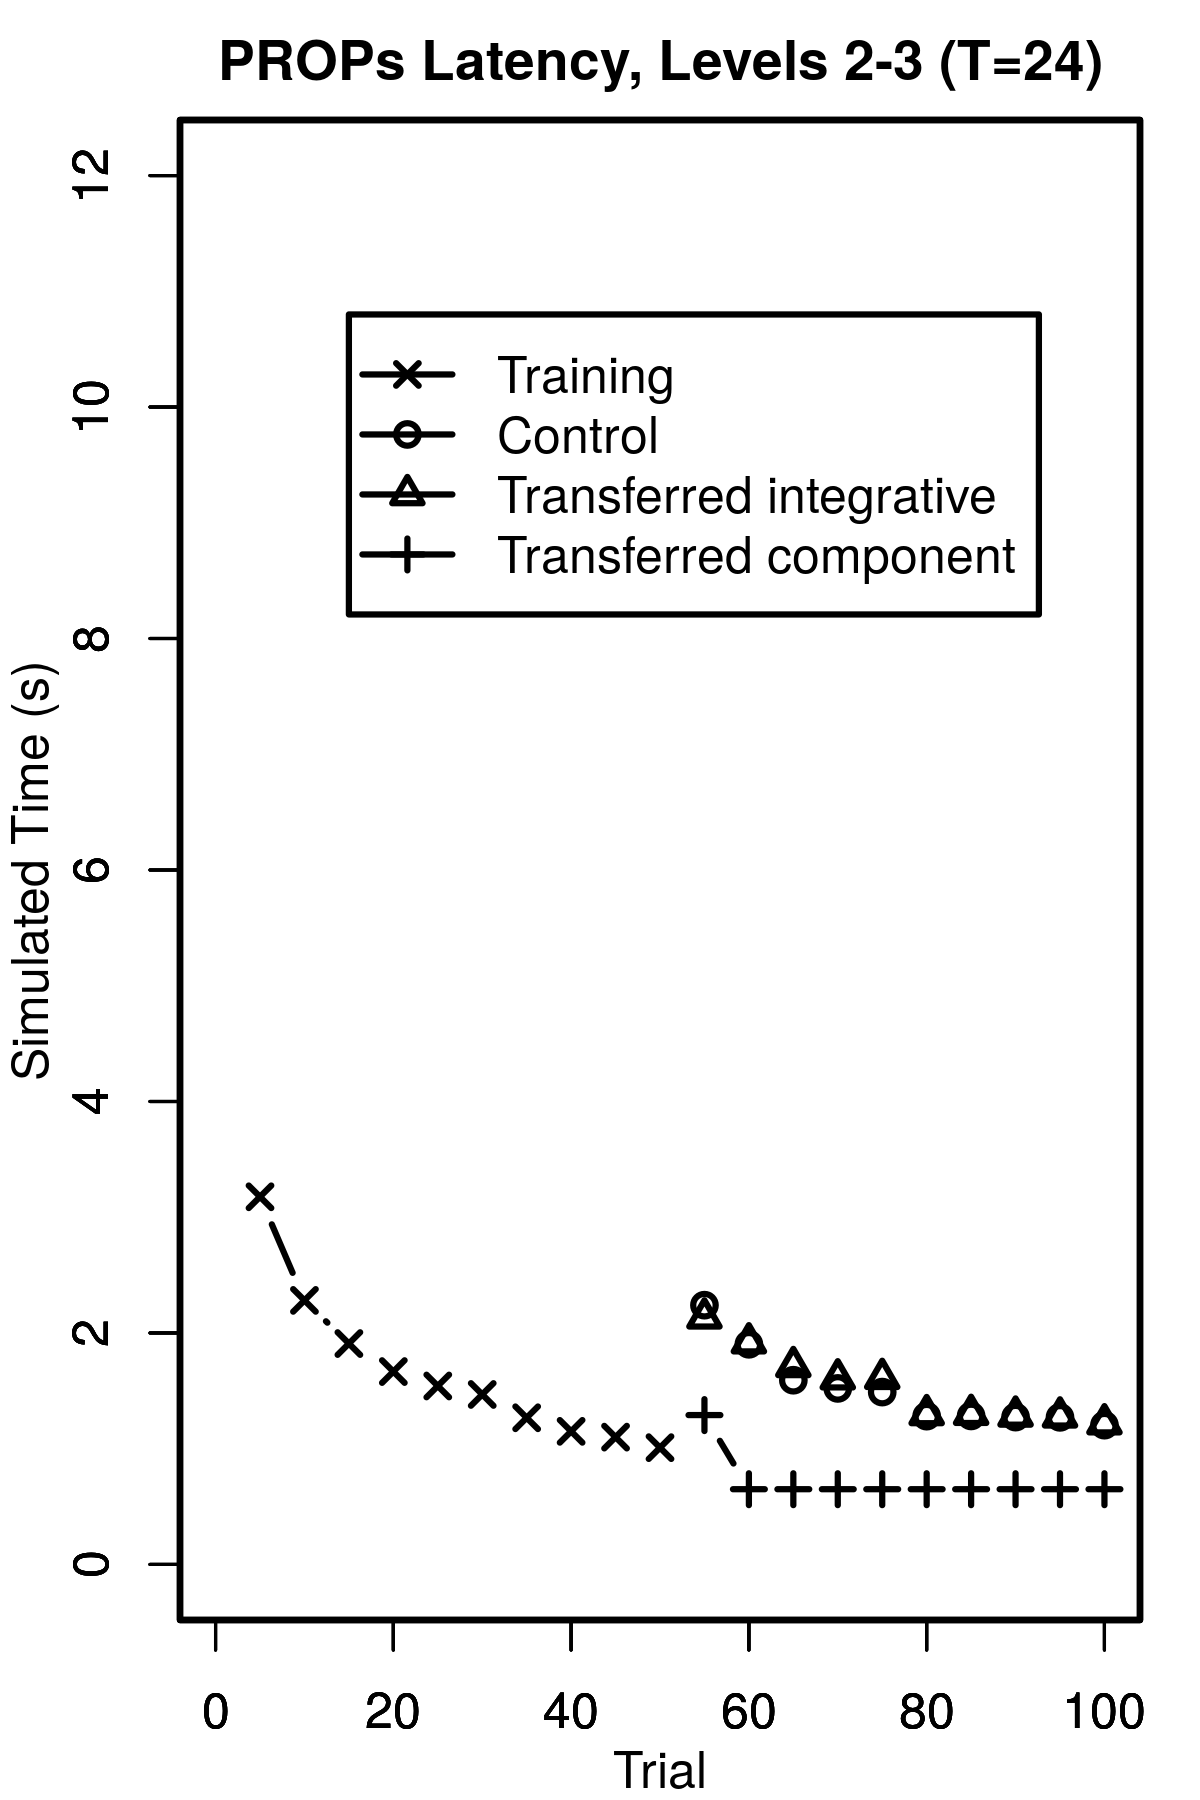 PROPs Latency, Levels 2-3 (T=24)
12
10
8
6
4
2
0
Simulated Time (s)
Training
Control
Transferred integrative
Transferred component
0 20 40 60 80 100
Trial